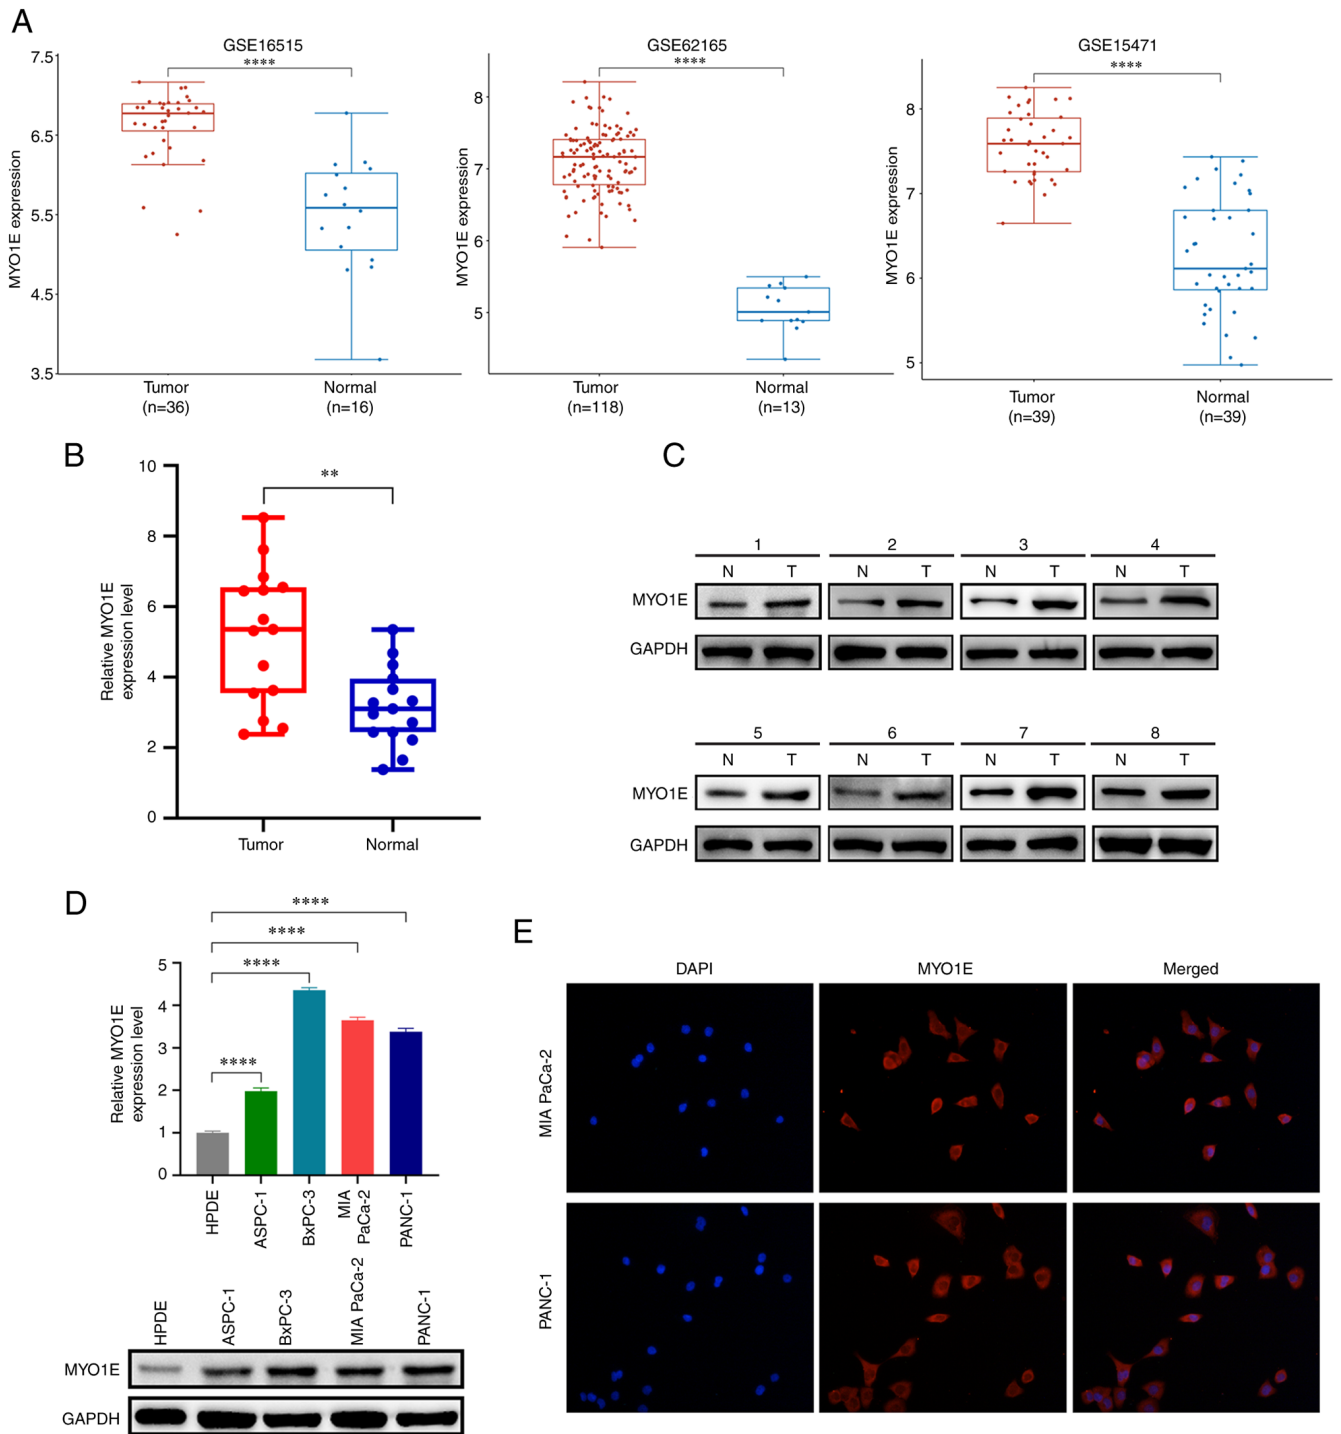 A
GSE16515
****
7.5
6.5
5.5
4.5
3.5
MYO1E expression
Tumor
(n=36)
Normal
(n=16)
GSE62165
****
8
7
6
5
MYO1E expression
Tumor
(n=118)
Normal
(n=13)
GSE15471
****
8
7
6
5
MYO1E expression
Tumor
(n=39)
Normal
(n=39)
B
**
10
8
6
4
2
0
Relative MYO1E
expression level
Tumor
Normal
C
1 2 3 4
N T N T N T N T
MYO1E
GAPDH
5 6 7 8
N T N T N T N T
MYO1E
GAPDH
D
****
****
****
****
5
4
3
2
1
0
Relative MYO1E
expression level
HPDE
ASPC-1
BxPC-3
MIA
PaCa-2
PANC-1
HPDE
ASPC-1
BxPC-3
MIA PaCa-2
PANC-1
MYO1E
GAPDH
E
DAPI MYO1E Merged
MIA PaCa-2
PANC-1